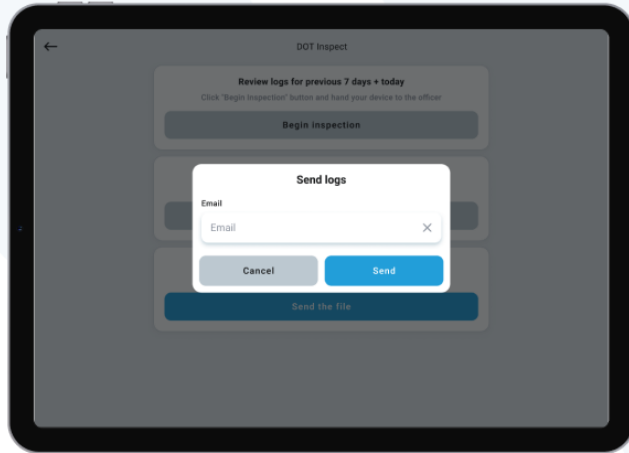 DOT Inspect
Review logs for previous 7 days + today
Click "Begin Inspection" button and hand your device to the officer
Begin inspection
Send logs
Email
Email
Cancel
Send
Send the file